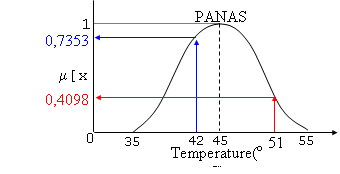 PANAS
1
0,7353
μ [ x
0,4098
0
35
42 45
51
55
Temperature(°